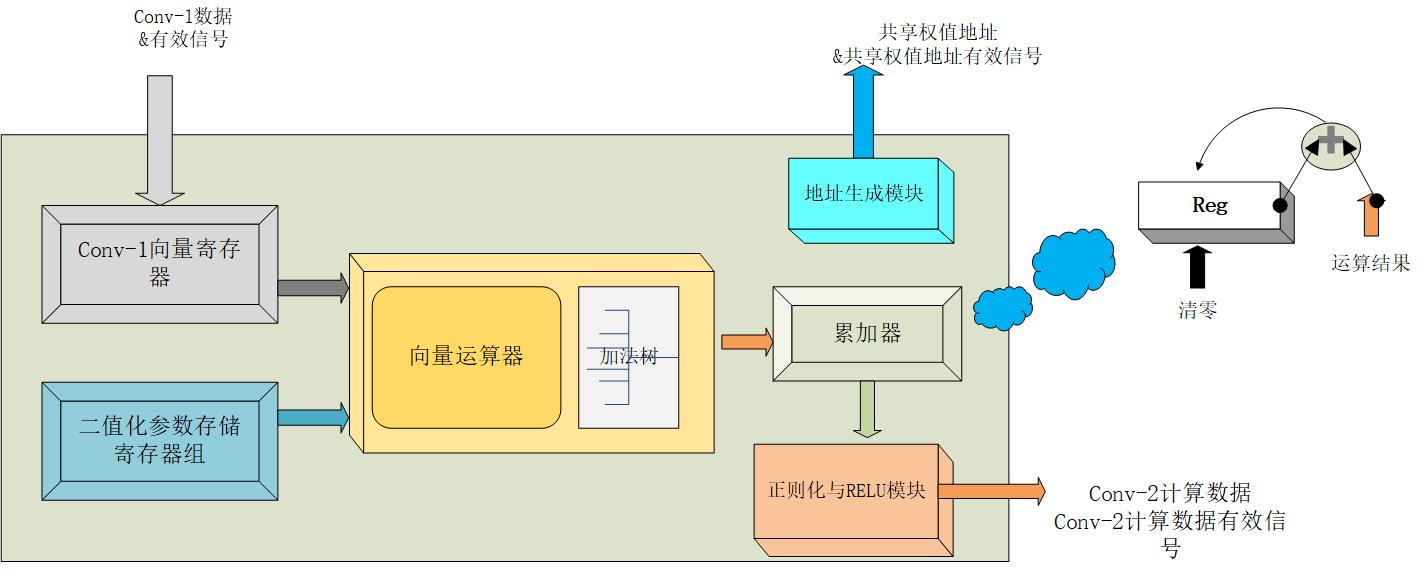 Conv-1数据
&有效信号
共享权值地址
&共享权值地址有效信号
地址生成模块
Reg
Conv-1向量寄存
器
运算结果
清零
向量运算器
加法树
累加器
二值化参数存储
寄存器组
正则化与RELU模块
Conv-2计算数据
Conv-2计算数据有效信
号